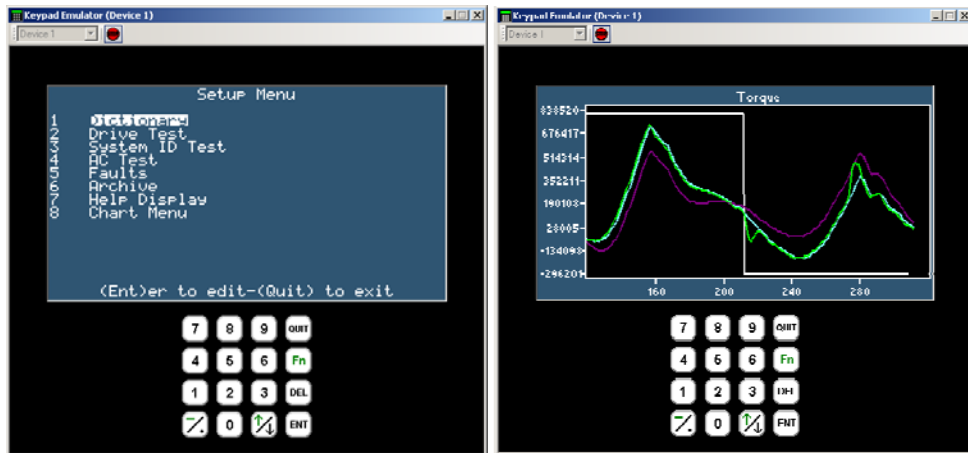 Keypad Emulator (Device 1)
Device 1
Setup Menu
1 Dictionary
2 Drive Test
3 System ID Test
4 AC Test
5 Faults
6 Archive
7 Help Display
8 Chart Menu
(Ent)er to edit-(Quit) to exit
7 8 9 QUIT
4 5 6 Fn
1 2 3 DEL
-/. 0 ↑/↓ ENT
Keypad Emulator (Device 1)
Device 1
Torque
838520
676417
514314
352211
190108
28005
-134098
-296201
160 200 240 280
7 8 9 QUIT
4 5 6 Fn
1 2 3 DEL
-/. 0 ↑/↓ ENT